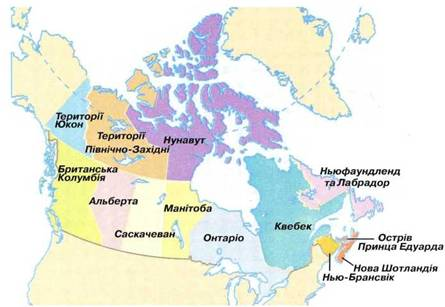 Території
Юкон
Території
Північно-Західні
Нунавут
Британська
Колумбія
Альберта
Саскачеван
Манітоба
Онтаріо
Квебек
Ньюфаундленд
та Лабрадор
Острів
Принца Едуарда
Нова Шотландія
Нью-Брансвік